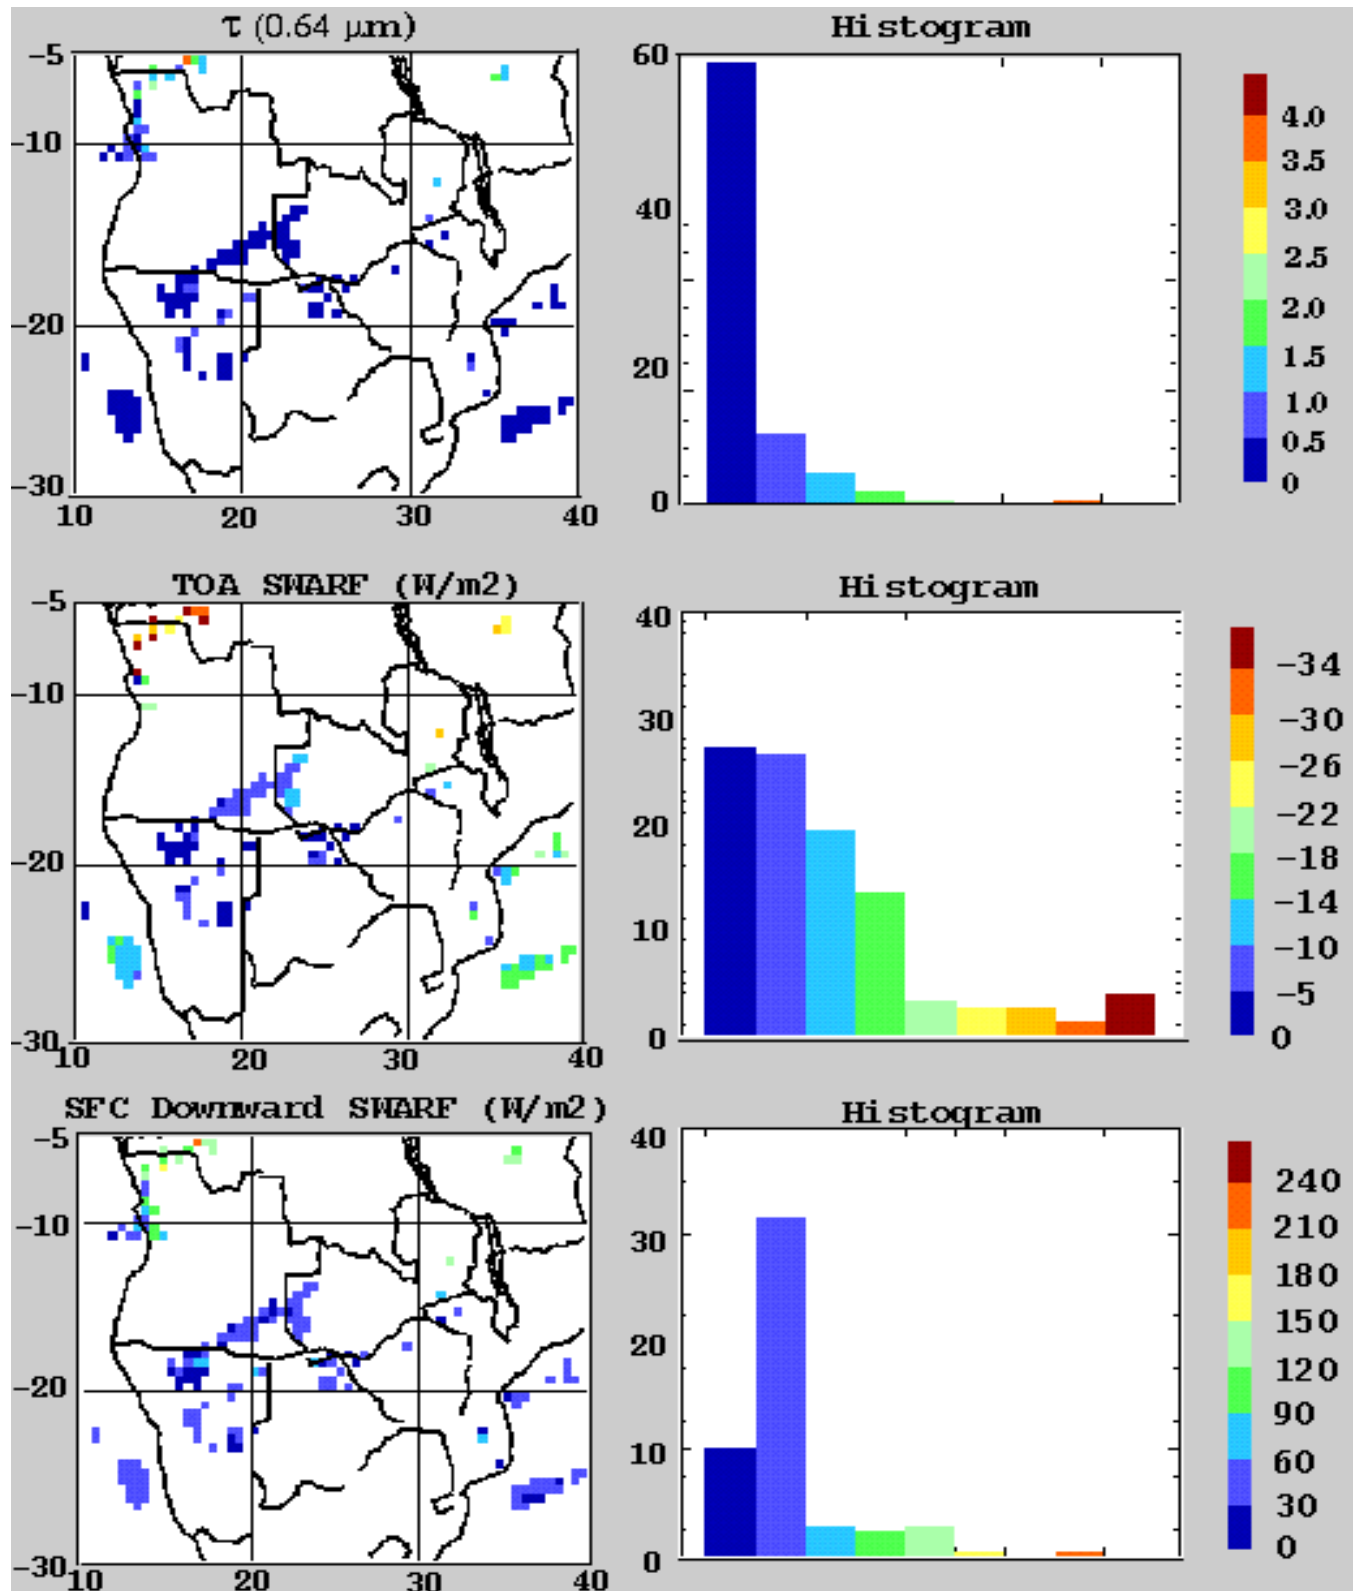 τ (0.64 μm) Histogram
-5 60
4.0
-10 3.5
40 3.0
2.5
20 2.0
-20 1.5
1.0
0.5
-30 0 0
10 20 30 40
TOA SWARF (W/m2) Histogram
-5 40
-34
-10 30 -30
-26
20 -22
-20 -18
10 -14
-10
-5
-30 0 0
10 20 30 40
SFC Downward SWARF (W/m2) Histogram
-5 40
240
-10 30 210
180
20 150
-20 120
10 90
60
30
-30 0 0
10 20 30 40